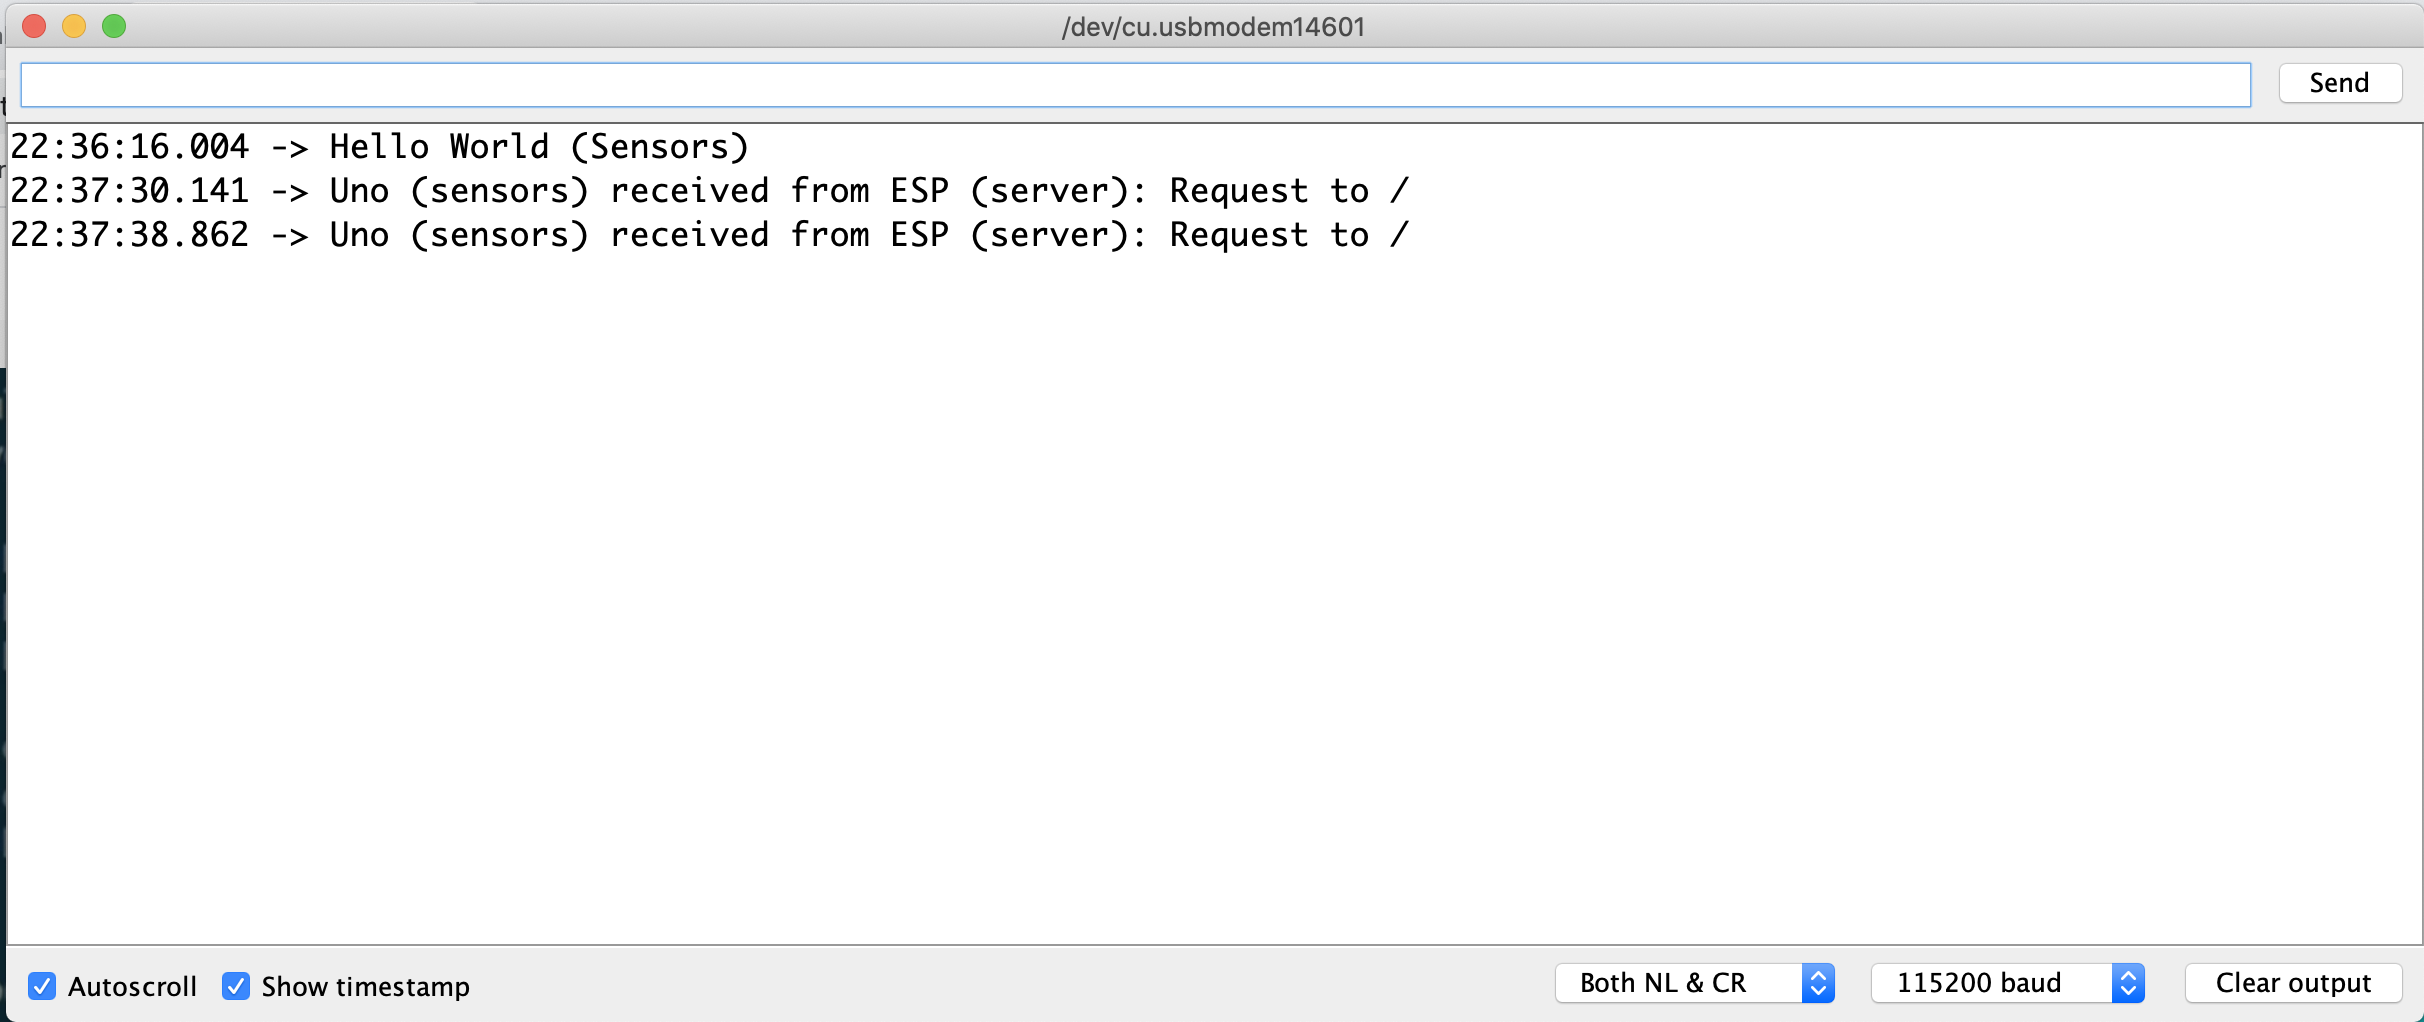 /dev/cu.usbmodem14601
Send
22:36:16.004 -> Hello World (Sensors)
22:37:30.141 -> Uno (sensors) received from ESP (server): Request to /
22:37:38.862 -> Uno (sensors) received from ESP (server): Request to /
Autoscroll Show timestamp Both NL & CR 115200 baud Clear output